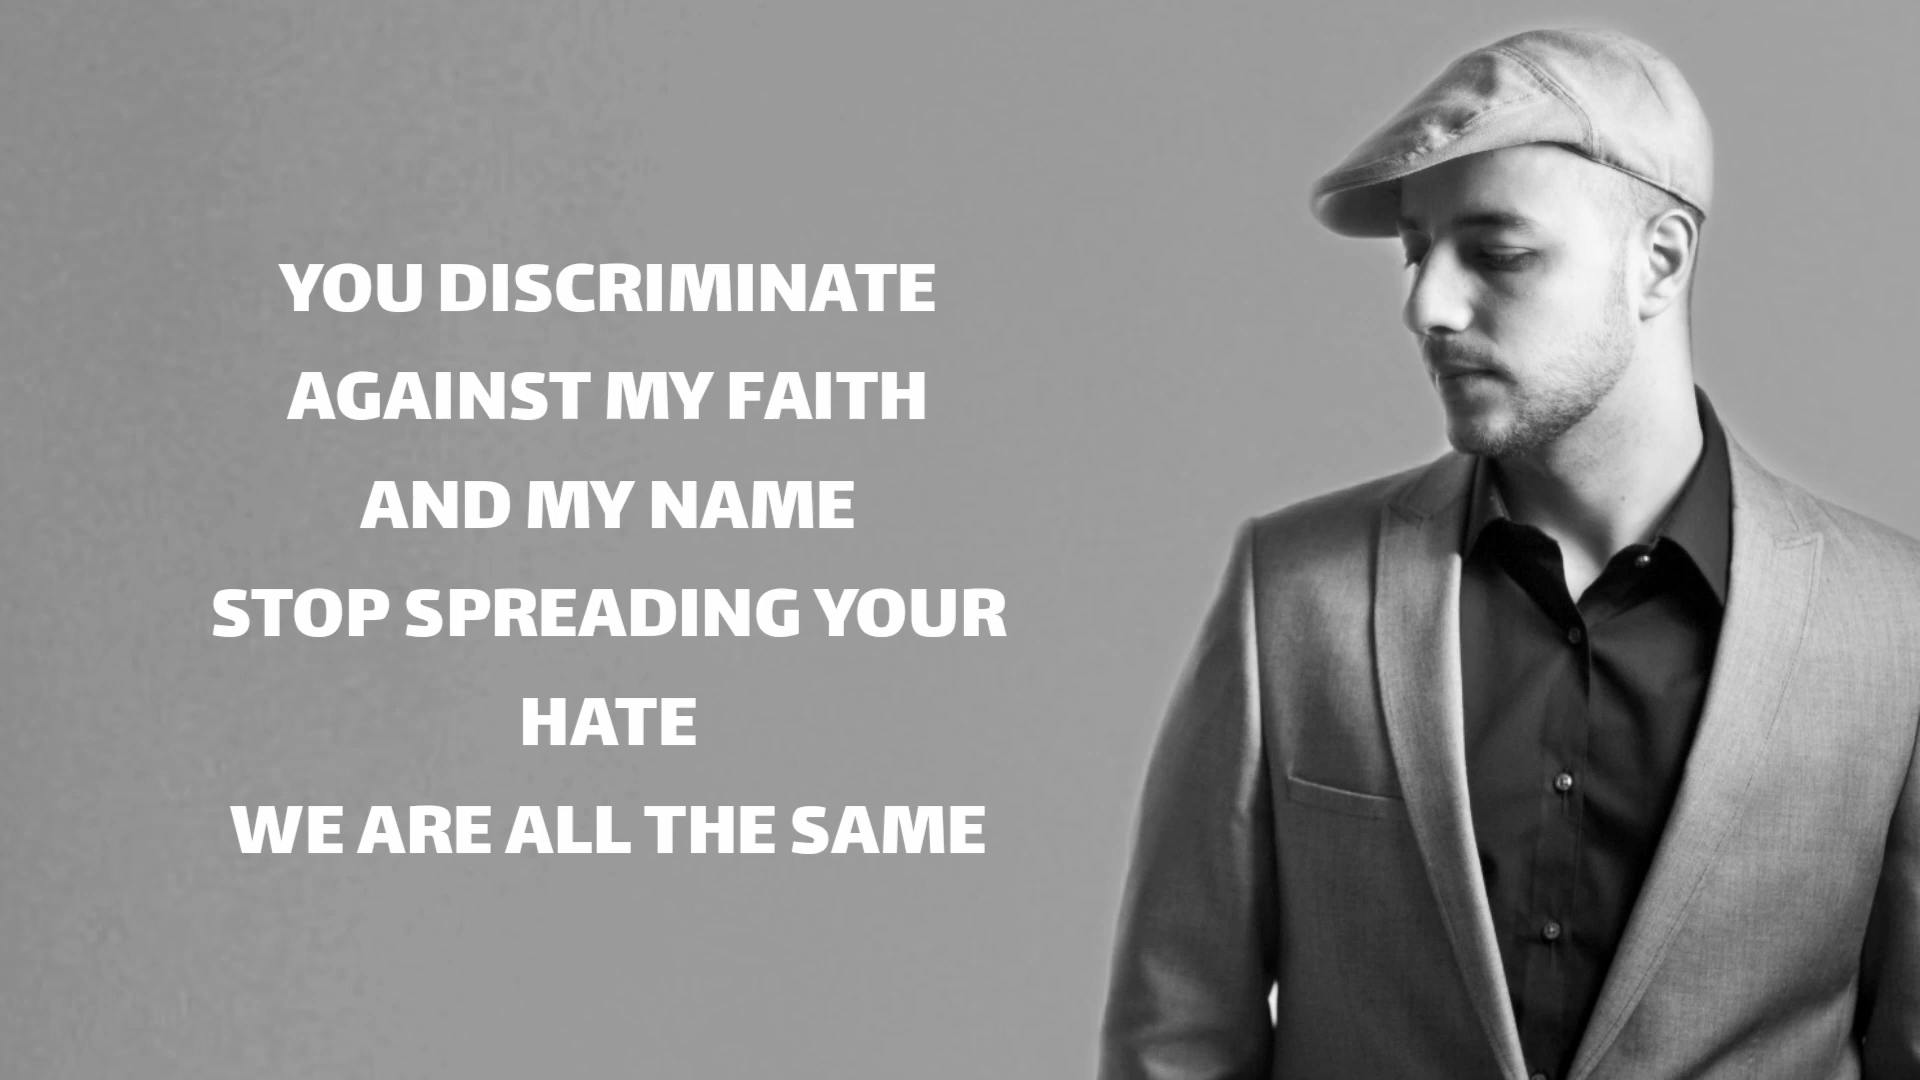 YOU DISCRIMINATE
AGAINST MY FAITH
AND MY NAME
STOP SPREADING YOUR
HATE
WE ARE ALL THE SAME